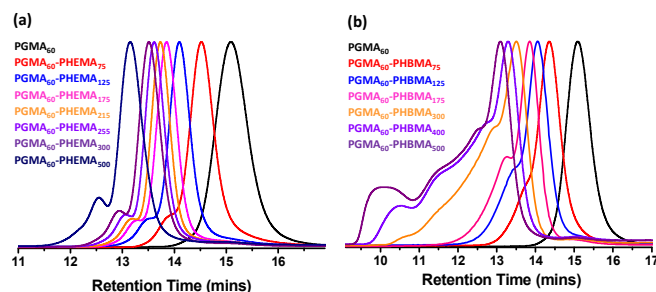 (a)
PGMA60
PGMA60-PHEMA75
PGMA60-PHEMA125
PGMA60-PHEMA175
PGMA60-PHEMA215
PGMA60-PHEMA255
PGMA60-PHEMA300
PGMA60-PHEMA500
11 12 13 14 15 16
Retention Time (mins)
(b)
PGMA60
PGMA60-PHBMA75
PGMA60-PHBMA125
PGMA60-PHBMA175
PGMA60-PHBMA300
PGMA60-PHBMA400
PGMA60-PHBMA500
10 11 12 13 14 15 16 17
Retention Time (mins)